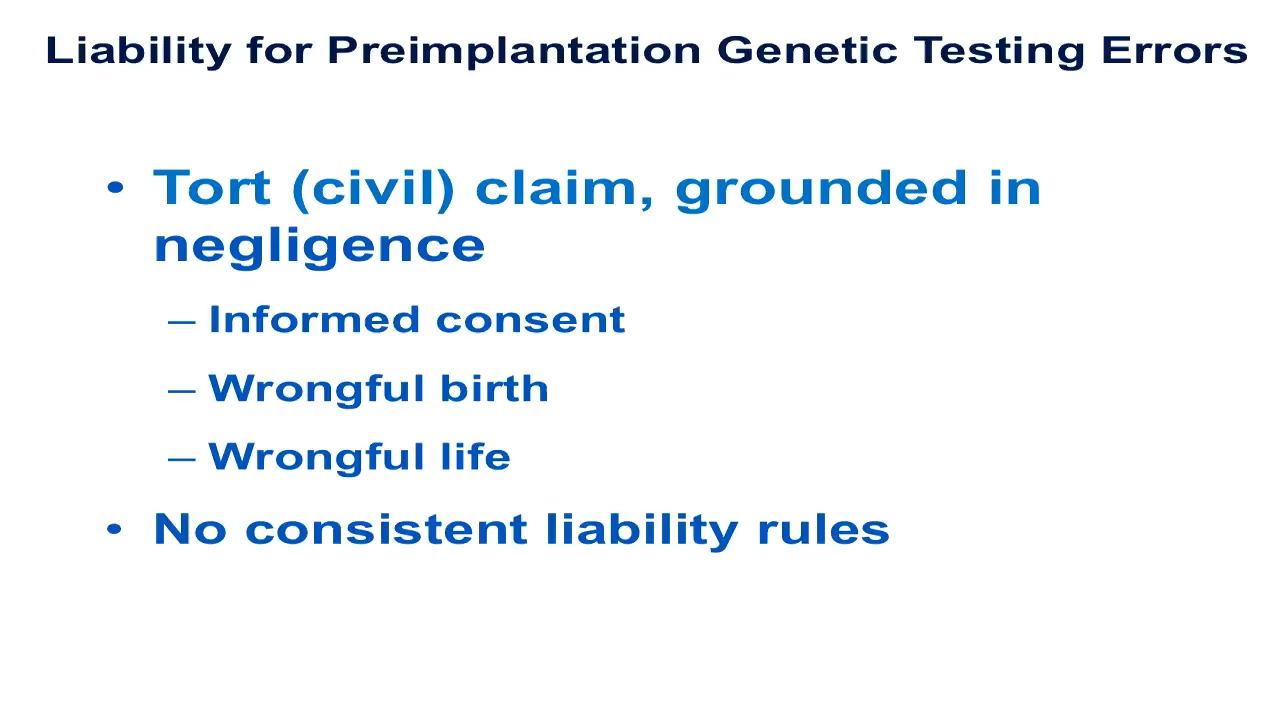 Liability for Preimplantation Genetic Testing Errors
• Tort (civil) claim, grounded in
negligence
– Informed consent
– Wrongful birth
– Wrongful life
• No consistent liability rules